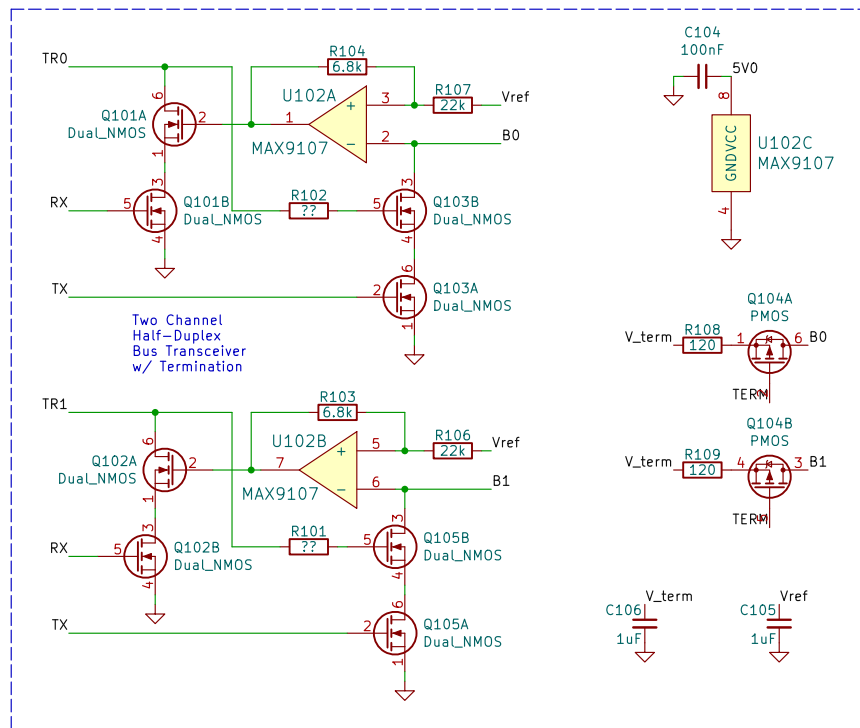 TR0
R104
6.8k
6
Q101A
Dual_NMOS
2
1
U102A
1
MAX9107
3
+
2
−
R107
22k
Vref
B0
RX
5
3
Q101B
Dual_NMOS
4
R102
??
5
3
Q103B
Dual_NMOS
4
TX
2
6
Q103A
Dual_NMOS
1
Two Channel
Half-Duplex
Bus Transceiver
w/ Termination
TR1
R103
6.8k
6
Q102A
Dual_NMOS
2
1
U102B
7
MAX9107
5
+
6
−
R106
22k
Vref
B1
RX
5
3
Q102B
Dual_NMOS
4
R101
??
5
3
Q105B
Dual_NMOS
4
TX
2
6
Q105A
Dual_NMOS
1
C104
100nF
5V0
8
GND
VCC
U102C
MAX9107
4
Q104A
PMOS
V_term
R108
120
1
6
B0
TERM
Q104B
PMOS
V_term
R109
120
4
3
B1
TERM
V_term
C106
1uF
Vref
C105
1uF